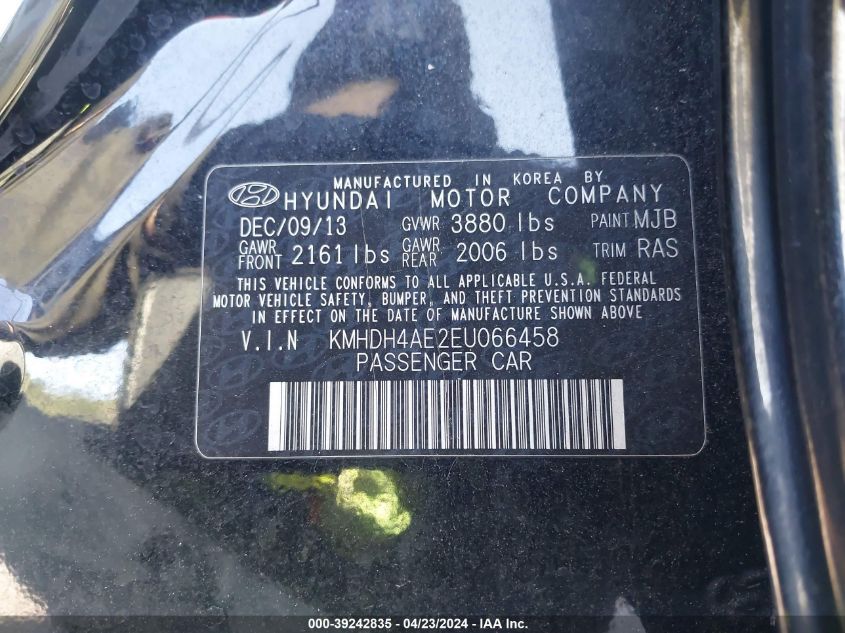 MANUFACTURED IN KOREA BY
HYUNDAI MOTOR COMPANY
DEC/09/13 GVWR 3880 lbs PAINT MJB
GAWR FRONT 2161 lbs GAWR REAR 2006 lbs TRIM RAS
THIS VEHICLE CONFORMS TO ALL APPLICABLE U.S.A. FEDERAL
MOTOR VEHICLE SAFETY, BUMPER, AND THEFT PREVENTION STANDARDS
IN EFFECT ON THE DATE OF MANUFACTURE SHOWN ABOVE.
V.I.N KMHDH4AE2EU066458
PASSENGER CAR
000-39242835 - 04/23/2024 - www.iaai.com